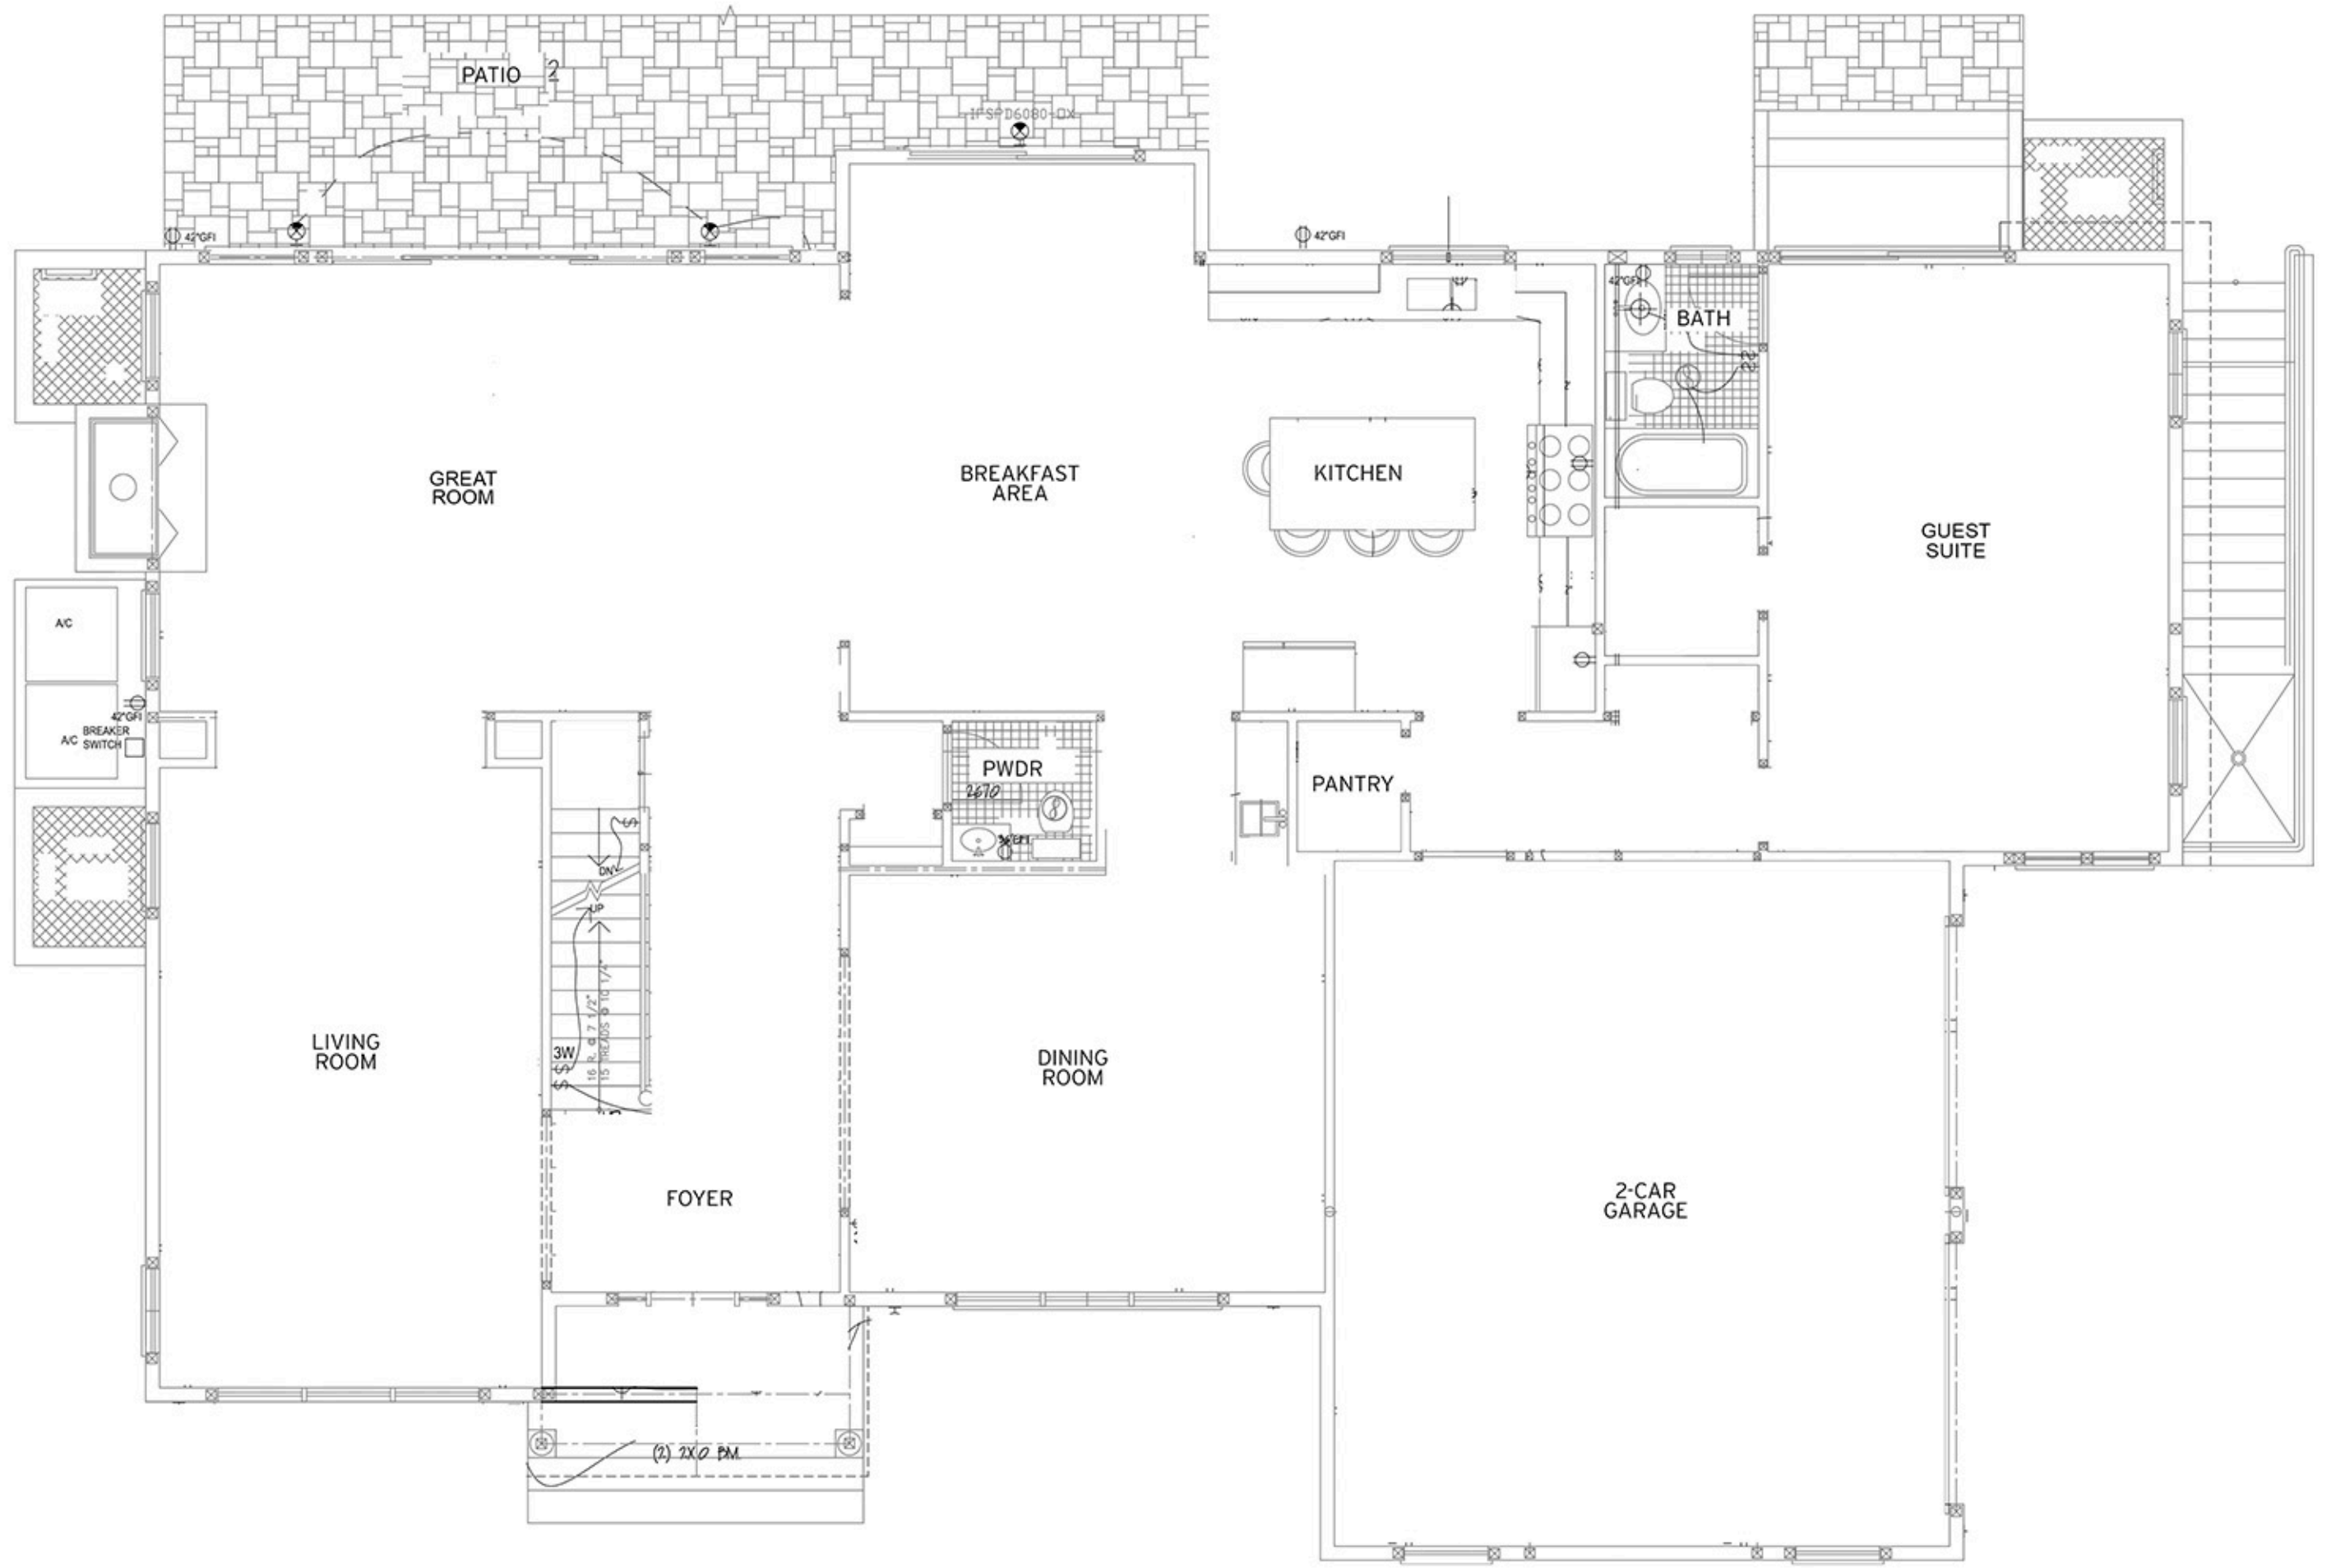 PATIO
IFSPD6080-DX
42"GFI
42"GFI
42"GFI
BATH
GREAT
ROOM
BREAKFAST
AREA
KITCHEN
GUEST
SUITE
A/C
42"GFI
BREAKER
SWITCH
A/C
PWDR
2670
PANTRY
DN
UP
16 R. @ 7 1/2"
15 TREADS @ 10 1/4"
3W
S
S
LIVING
ROOM
DINING
ROOM
FOYER
2-CAR
GARAGE
(2) 2X0 BM.